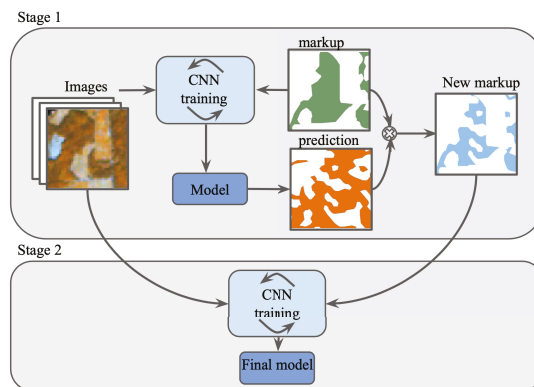 Stage 1
markup
Images
CNN
training
New markup
prediction
Model
Stage 2
CNN
training
Final model